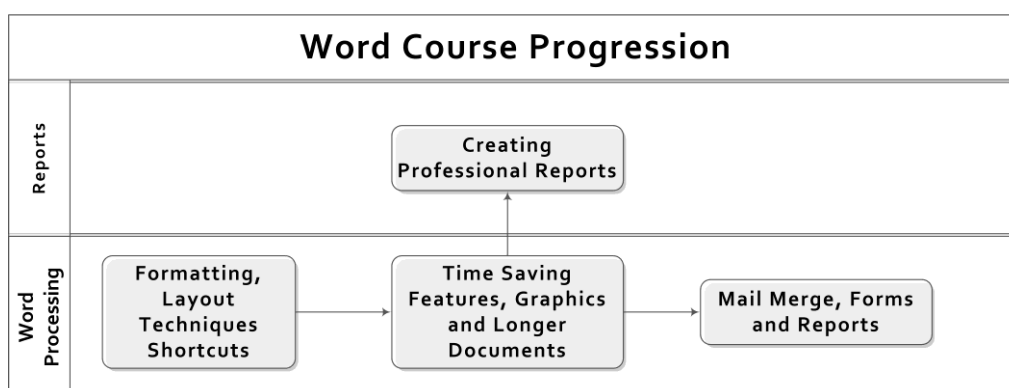 Word Course Progression
Reports
Creating
Professional Reports
Word
Processing
Formatting,
Layout
Techniques
Shortcuts
Time Saving
Features, Graphics
and Longer
Documents
Mail Merge, Forms
and Reports